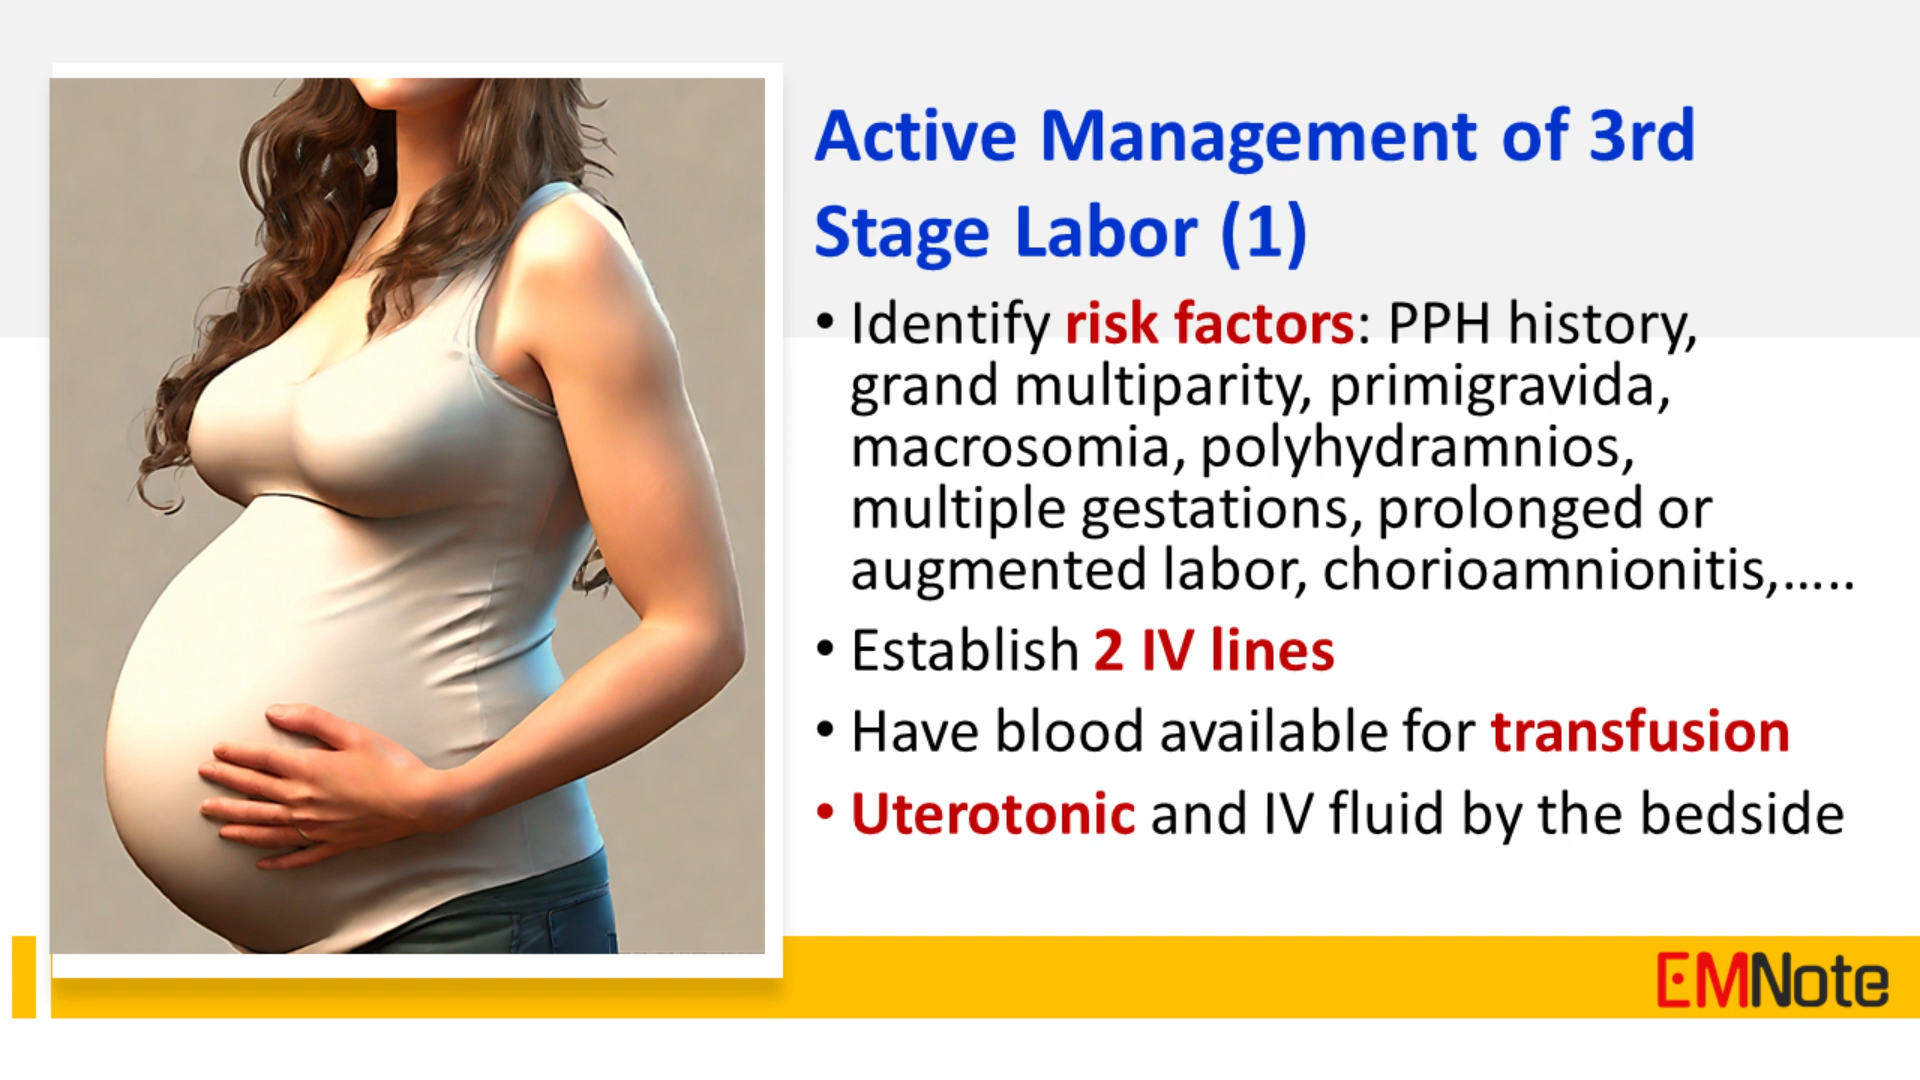 Active Management of 3rd
Stage Labor (1)
• Identify risk factors: PPH history,
grand multiparity, primigravida,
macrosomia, polyhydramnios,
multiple gestations, prolonged or
augmented labor, chorioamnionitis,.....
• Establish 2 IV lines
• Have blood available for transfusion
• Uterotonic and IV fluid by the bedside
EMNote